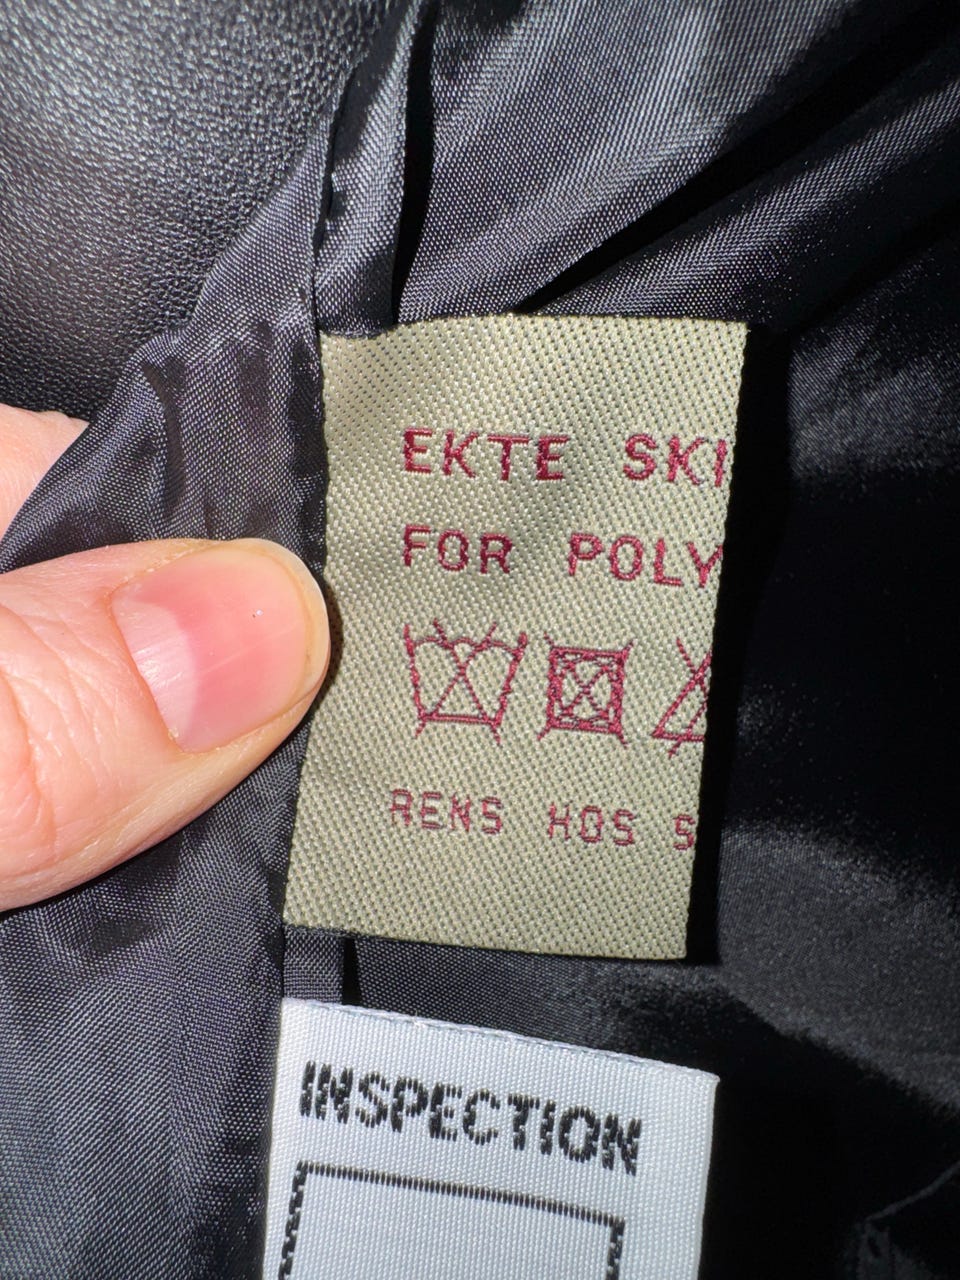 EKTE SKI
FOR POLY
RENS HOS S
INSPECTION